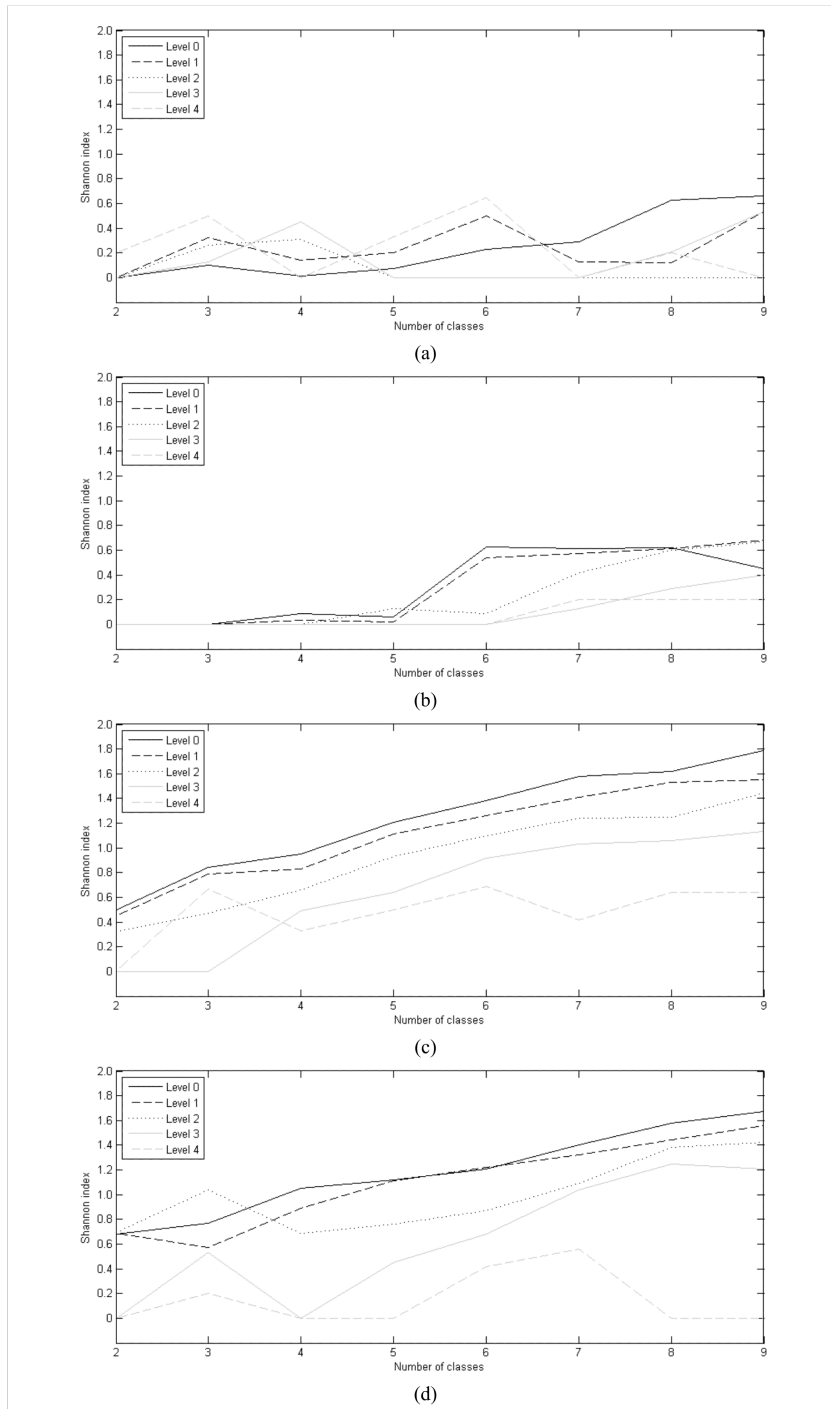 2.0
Level 0
1.8
Level 1
1.6
Level 2
Level 3
1.4
Level 4
1.2
1.0
0.8
0.6
0.4
0.2
0
Shannon index
2 3 4 5 6 7 8 9
Number of classes
(a)
2.0
Level 0
1.8
Level 1
1.6
Level 2
Level 3
1.4
Level 4
1.2
1.0
0.8
0.6
0.4
0.2
0
Shannon index
2 3 4 5 6 7 8 9
Number of classes
(b)
2.0
Level 0
1.8
Level 1
1.6
Level 2
Level 3
1.4
Level 4
1.2
1.0
0.8
0.6
0.4
0.2
0
Shannon index
2 3 4 5 6 7 8 9
Number of classes
(c)
2.0
Level 0
1.8
Level 1
1.6
Level 2
Level 3
1.4
Level 4
1.2
1.0
0.8
0.6
0.4
0.2
0
Shannon index
2 3 4 5 6 7 8 9
Number of classes
(d)